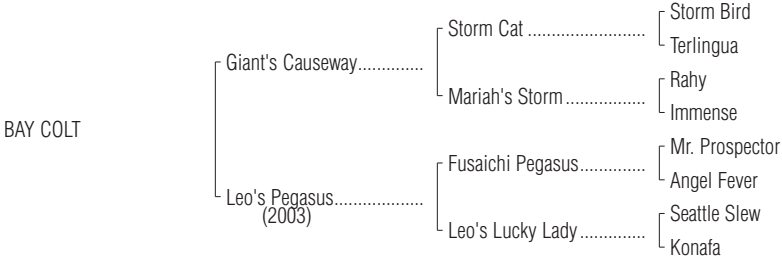 Storm Bird
Storm Cat ........................
Terlingua
Giant's Causeway..............
Rahy
Mariah's Storm .................
Immense
BAY COLT
Mr. Prospector
Fusaichi Pegasus..............
Angel Fever
Leo's Pegasus...................
(2003)
Seattle Slew
Leo's Lucky Lady ..............
Konafa